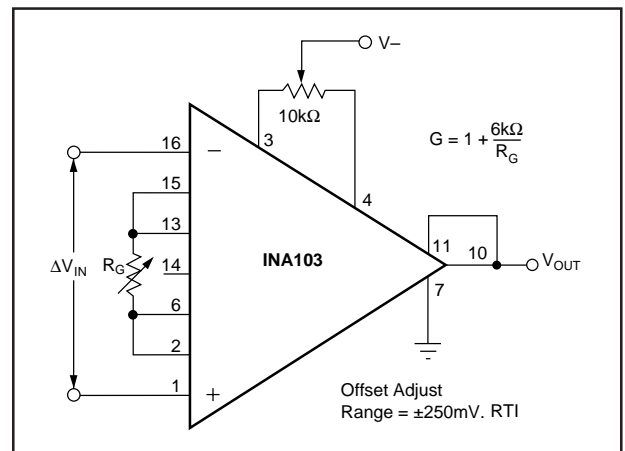 V–
10kΩ
3
4
G = 1 + 6kΩ
R_G
16
–
15
13
R_G
14
6
2
1
+
ΔV_IN
INA103
11
10
V_OUT
7
Offset Adjust
Range = ±250mV. RTI